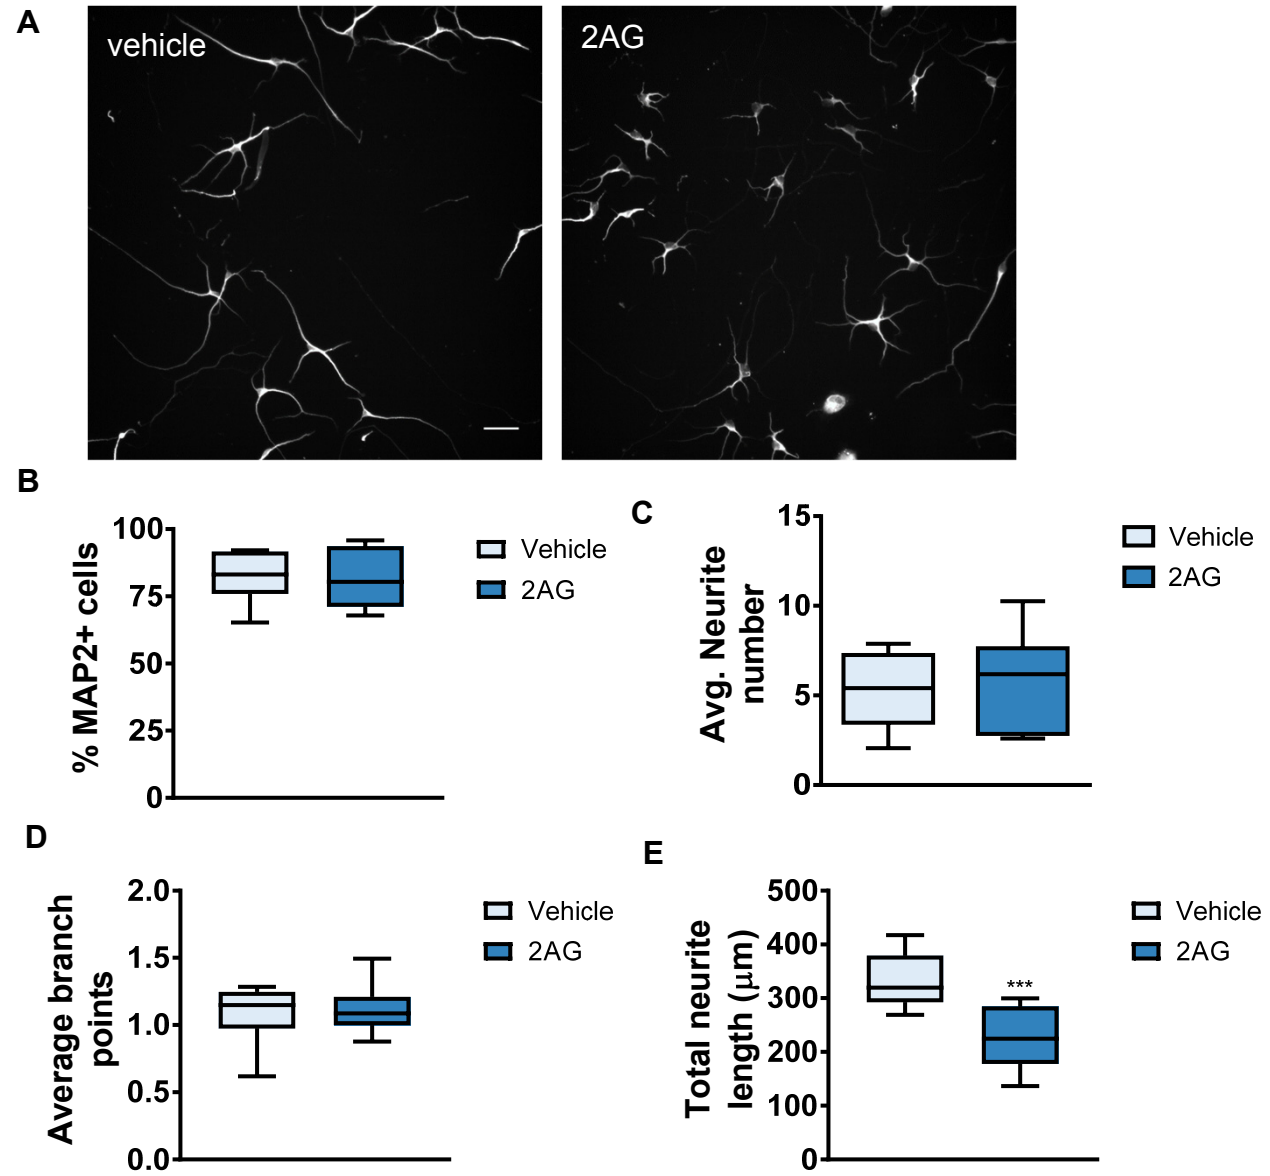 A
vehicle
2AG
B
% MAP2+ cells
100
75
50
25
0
Vehicle
2AG
C
Avg. Neurite
number
15
10
5
0
Vehicle
2AG
D
Average branch
points
2.0
1.5
1.0
0.5
0.0
Vehicle
2AG
E
Total neurite
length (μm)
500
400
300
200
100
0
***
Vehicle
2AG